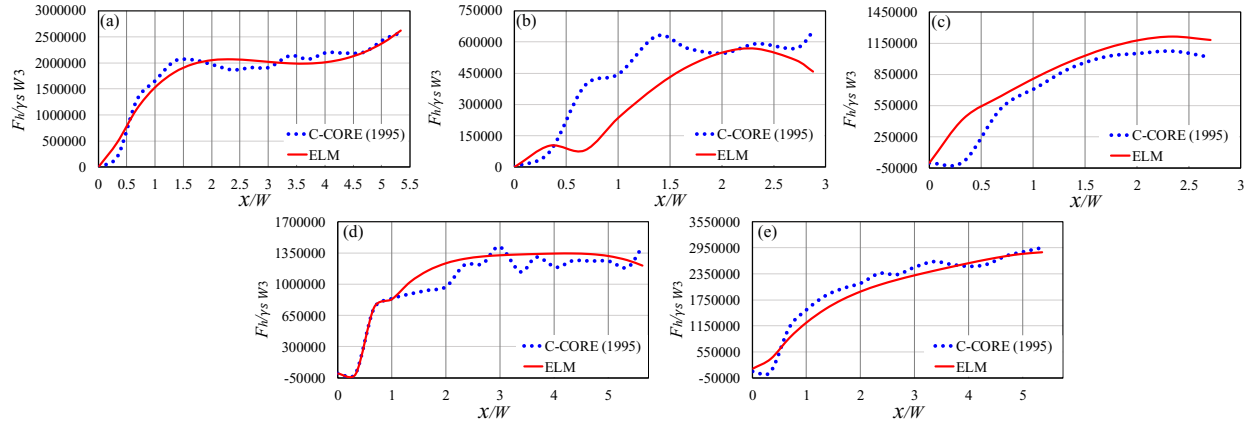 (a)
3000000
2500000
2000000
1500000
1000000
500000
0
Fh/γs W3
C-CORE (1995)
ELM
0 0.5 1 1.5 2 2.5 3 3.5 4 4.5 5 5.5
x/W
(b)
750000
600000
450000
300000
150000
0
Fh/γs W3
C-CORE (1995)
ELM
0 0.5 1 1.5 2 2.5 3
x/W
(c)
1450000
1150000
850000
550000
250000
-50000
Fh/γs W3
C-CORE (1995)
ELM
0 0.5 1 1.5 2 2.5 3
x/W
(d)
1700000
1350000
1000000
650000
300000
-50000
Fh/γs W3
C-CORE (1995)
ELM
0 1 2 3 4 5
x/W
(e)
3550000
2950000
2350000
1750000
1150000
550000
-50000
Fh/γs W3
C-CORE (1995)
ELM
0 1 2 3 4 5
x/W